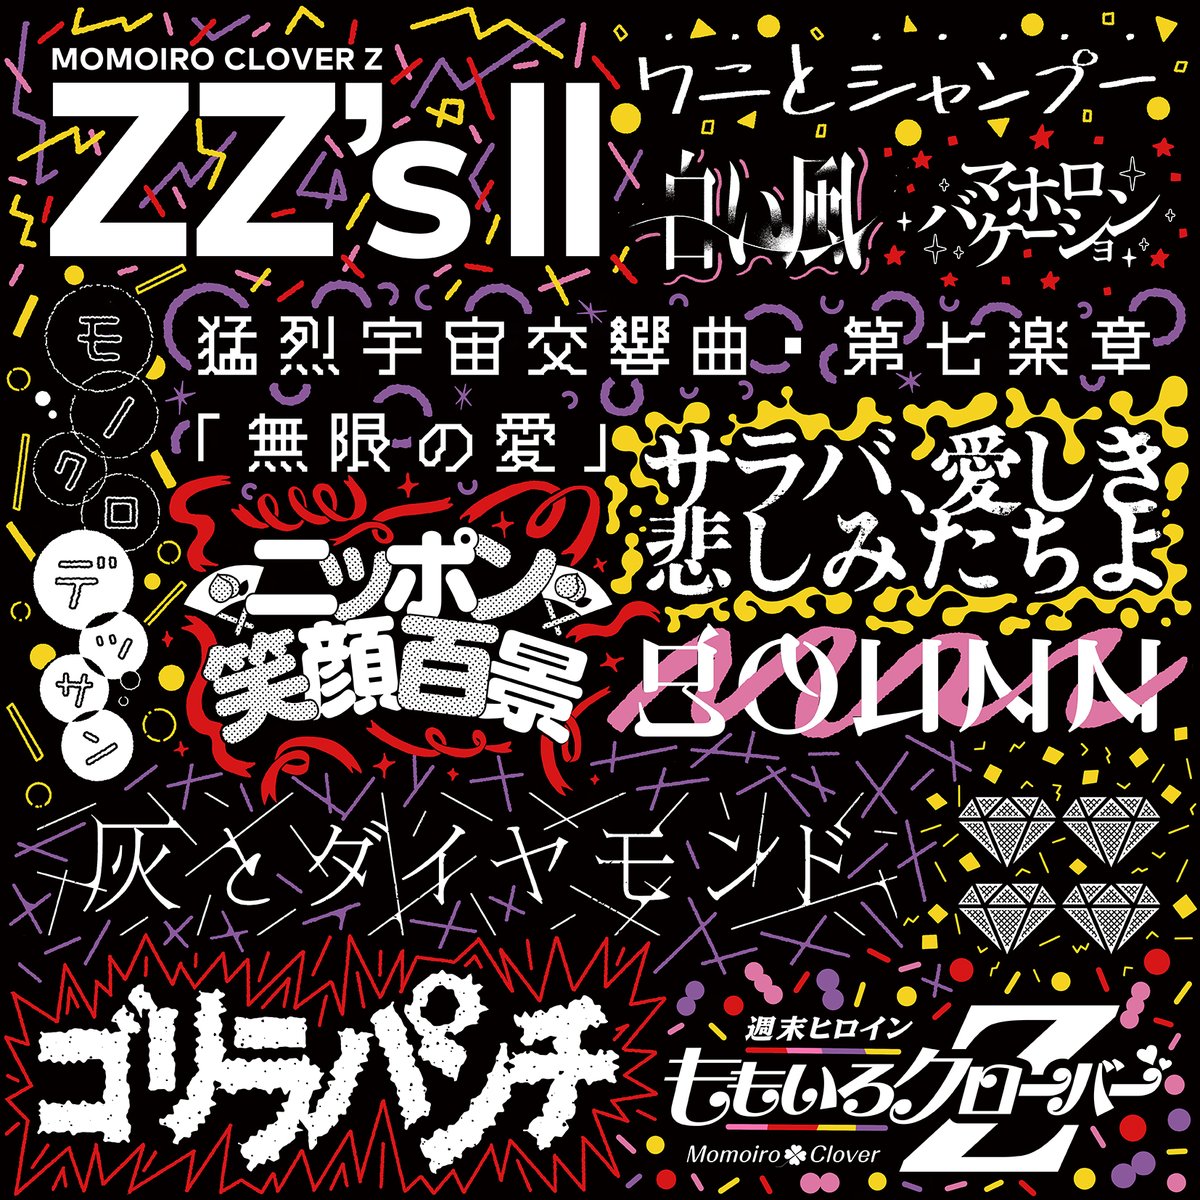 MOMOIRO CLOVER Z
ZZ's II
ワニとシャンプー
白い風
マホロバケーション
モノクロデッサン
猛烈宇宙交響曲・第七楽章
「無限の愛」
サラバ、愛しき
悲しみたちよ
ニッポン
笑顔百景
GOUNN
灰とダイヤモンド
ゴリラパンチ
週末ヒロイン
ももいろクローバー
Z
Momoiro Clover